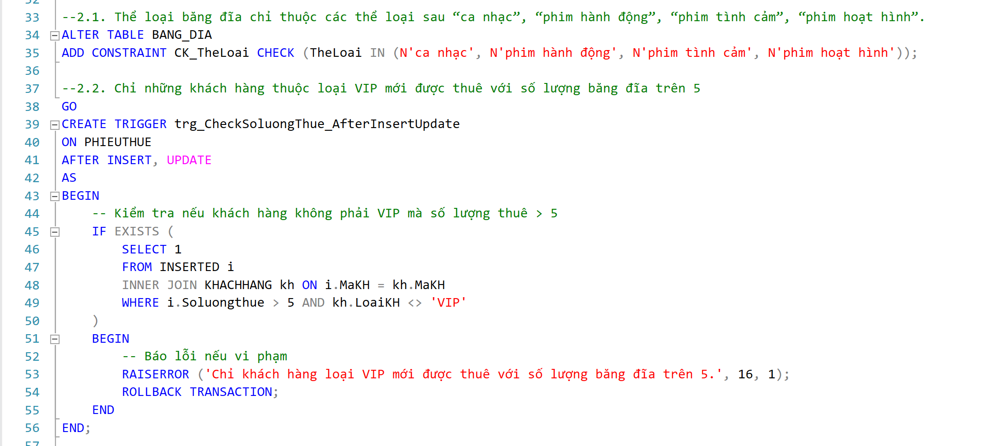 32
33 --2.1. Thể loại băng đĩa chỉ thuộc các thể loại sau “ca nhạc”, “phim hành động”, “phim tình cảm”, “phim hoạt hình”.
34 ALTER TABLE BANG_DIA
35 ADD CONSTRAINT CK_TheLoai CHECK (TheLoai IN (N'ca nhạc', N'phim hành động', N'phim tình cảm', N'phim hoạt hình'));
36
37 --2.2. Chỉ những khách hàng thuộc loại VIP mới được thuê với số lượng băng đĩa trên 5
38 GO
39 CREATE TRIGGER trg_CheckSoluongThue_AfterInsertUpdate
40 ON PHIEUTHUE
41 AFTER INSERT, UPDATE
42 AS
43 BEGIN
44     -- Kiểm tra nếu khách hàng không phải VIP mà số lượng thuê > 5
45     IF EXISTS (
46         SELECT 1
47         FROM INSERTED i
48         INNER JOIN KHACHHANG kh ON i.MaKH = kh.MaKH
49         WHERE i.Soluongthue > 5 AND kh.LoaiKH <> 'VIP'
50     )
51     BEGIN
52         -- Báo lỗi nếu vi phạm
53         RAISERROR ('Chỉ khách hàng loại VIP mới được thuê với số lượng băng đĩa trên 5.', 16, 1);
54         ROLLBACK TRANSACTION;
55     END
56 END;
57